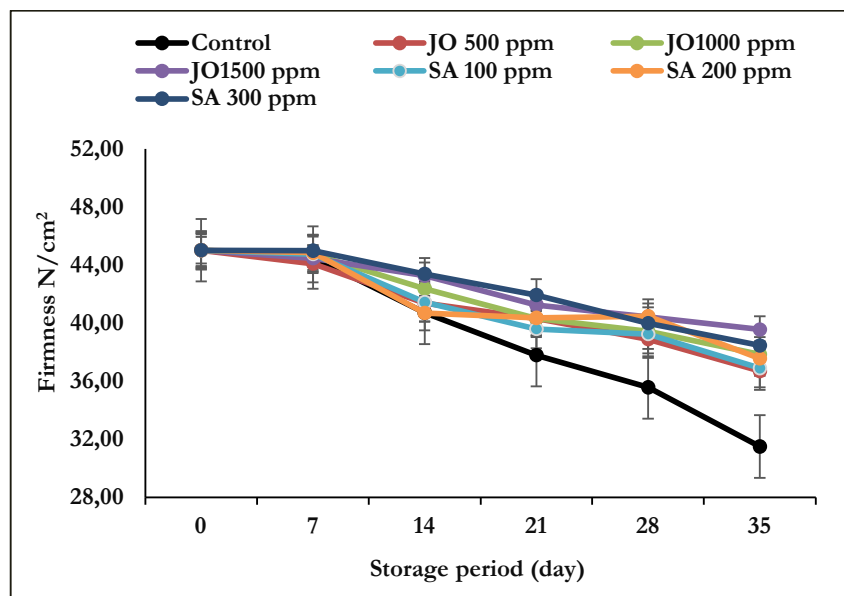 Control JO 500 ppm JO1000 ppm
JO1500 ppm SA 100 ppm SA 200 ppm
SA 300 ppm
52,00
48,00
44,00
40,00
36,00
32,00
28,00
Firmness N/cm²
0 7 14 21 28 35
Storage period (day)